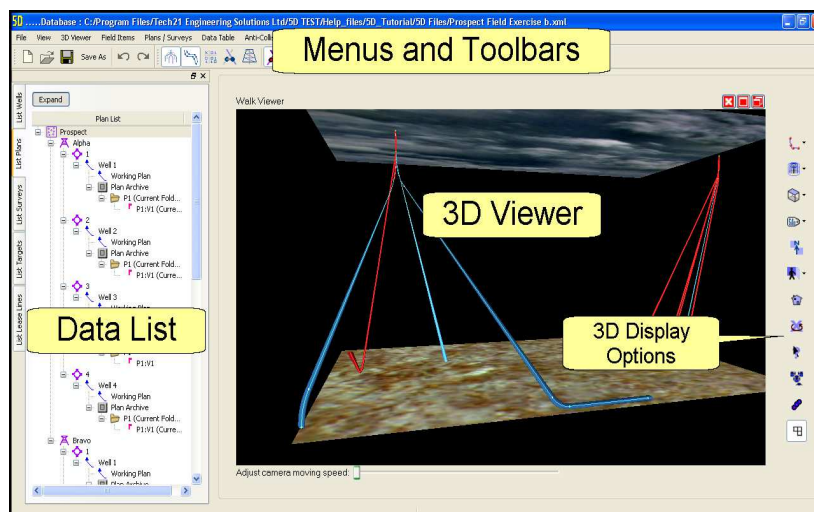 5D .....Database : C:/Program Files/Tech21 Engineering Solutions Ltd/5D TEST/Help_files/5D_Tutorial/5D Files/Prospect Field Exercise b.xml
File View 3D Viewer Field Items Plans / Surveys Data Table Anti-Colli
Menus and Toolbars
Save As
Expand
Walk Viewer
List Wells
List Plans
List Surveys
List Targets
List Lease Lines
Plan List
Prospect
Alpha
1
Well 1
Working Plan
Plan Archive
P1 (Current Fold...
P1:V1 (Curre...
2
Well 2
Working Plan
Plan Archive
P1 (Current Fold...
P1:V1 (Curre...
3
Well 3
Working Plan
Data List
P1:V1
4
Well 4
Working Plan
Plan Archive
P1 (Current Fold...
P1:V1 (Curre...
Bravo
1
Well 1
Working Plan
Plan Archive
3D Viewer
3D Display
Options
N
Adjust camera moving speed: